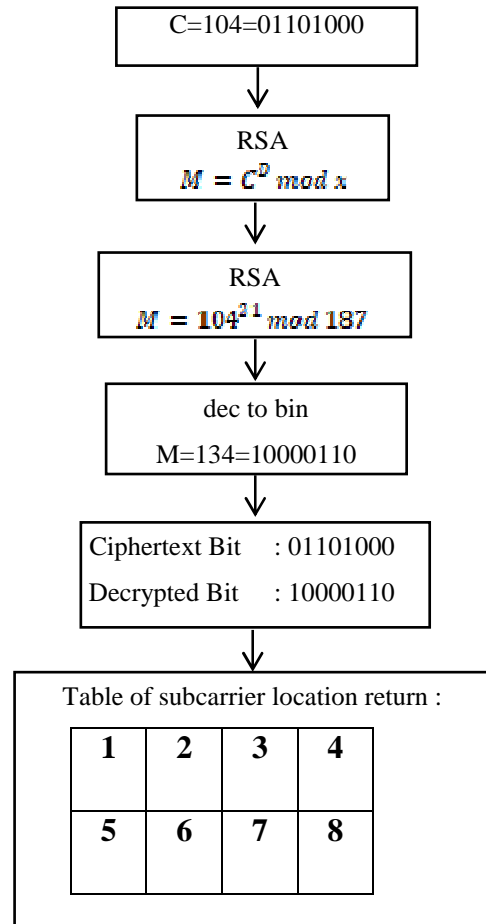 C=104=01101000
RSA
M = C^D mod x
RSA
M = 104^21 mod 187
dec to bin
M=134=10000110
Ciphertext Bit : 01101000
Decrypted Bit : 10000110
Table of subcarrier location return :
1 2 3 4
5 6 7 8